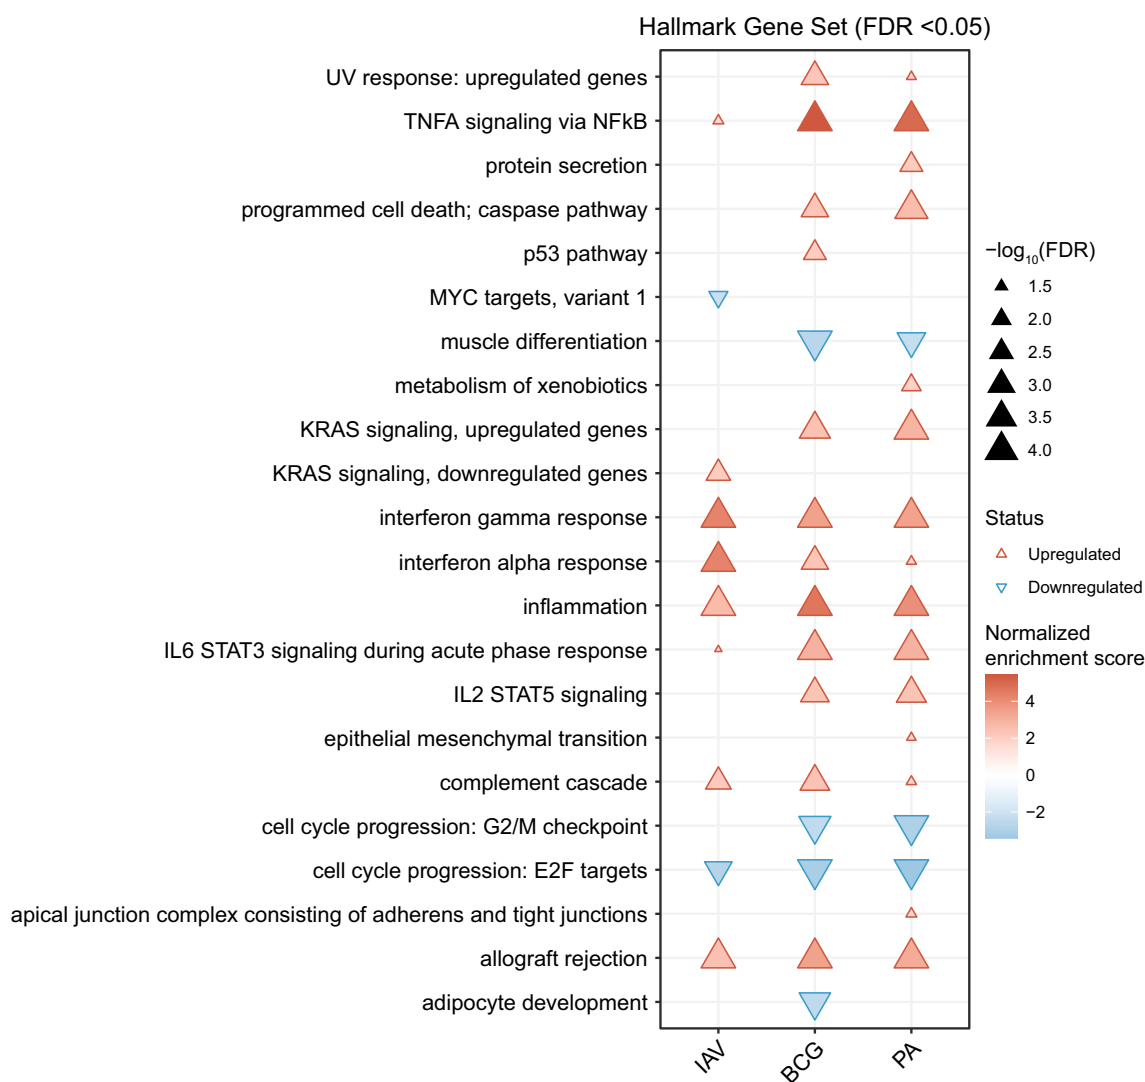 Hallmark Gene Set (FDR <0.05)
UV response: upregulated genes
TNFA signaling via NFkB
protein secretion
programmed cell death; caspase pathway
p53 pathway
MYC targets, variant 1
muscle differentiation
metabolism of xenobiotics
KRAS signaling, upregulated genes
KRAS signaling, downregulated genes
interferon gamma response
interferon alpha response
inflammation
IL6 STAT3 signaling during acute phase response
IL2 STAT5 signaling
epithelial mesenchymal transition
complement cascade
cell cycle progression: G2/M checkpoint
cell cycle progression: E2F targets
apical junction complex consisting of adherens and tight junctions
allograft rejection
adipocyte development
IAV
BCG
PA
−log₁₀(FDR)
1.5
2.0
2.5
3.0
3.5
4.0
Status
Upregulated
Downregulated
Normalized
enrichment score
4
2
0
−2